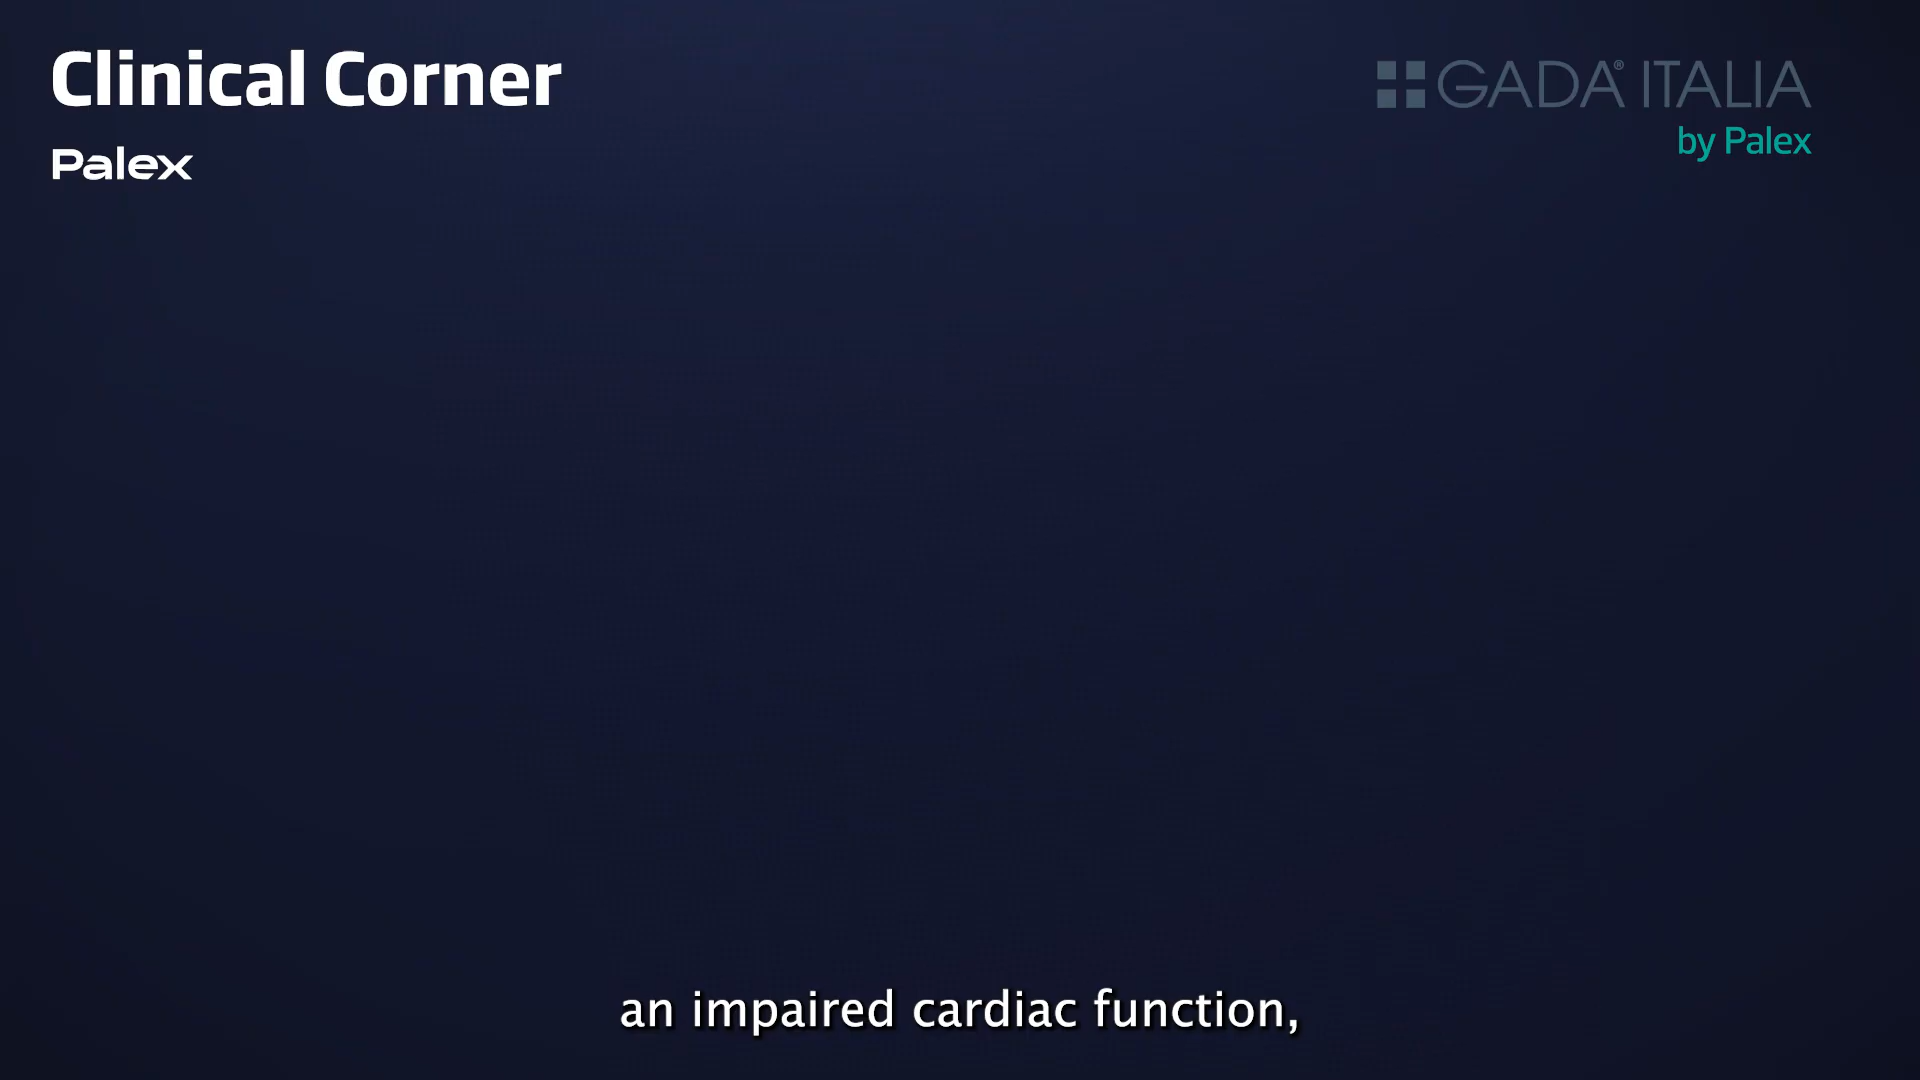 Clinical Corner
Palex
GADA® ITALIA
by Palex
an impaired cardiac function,